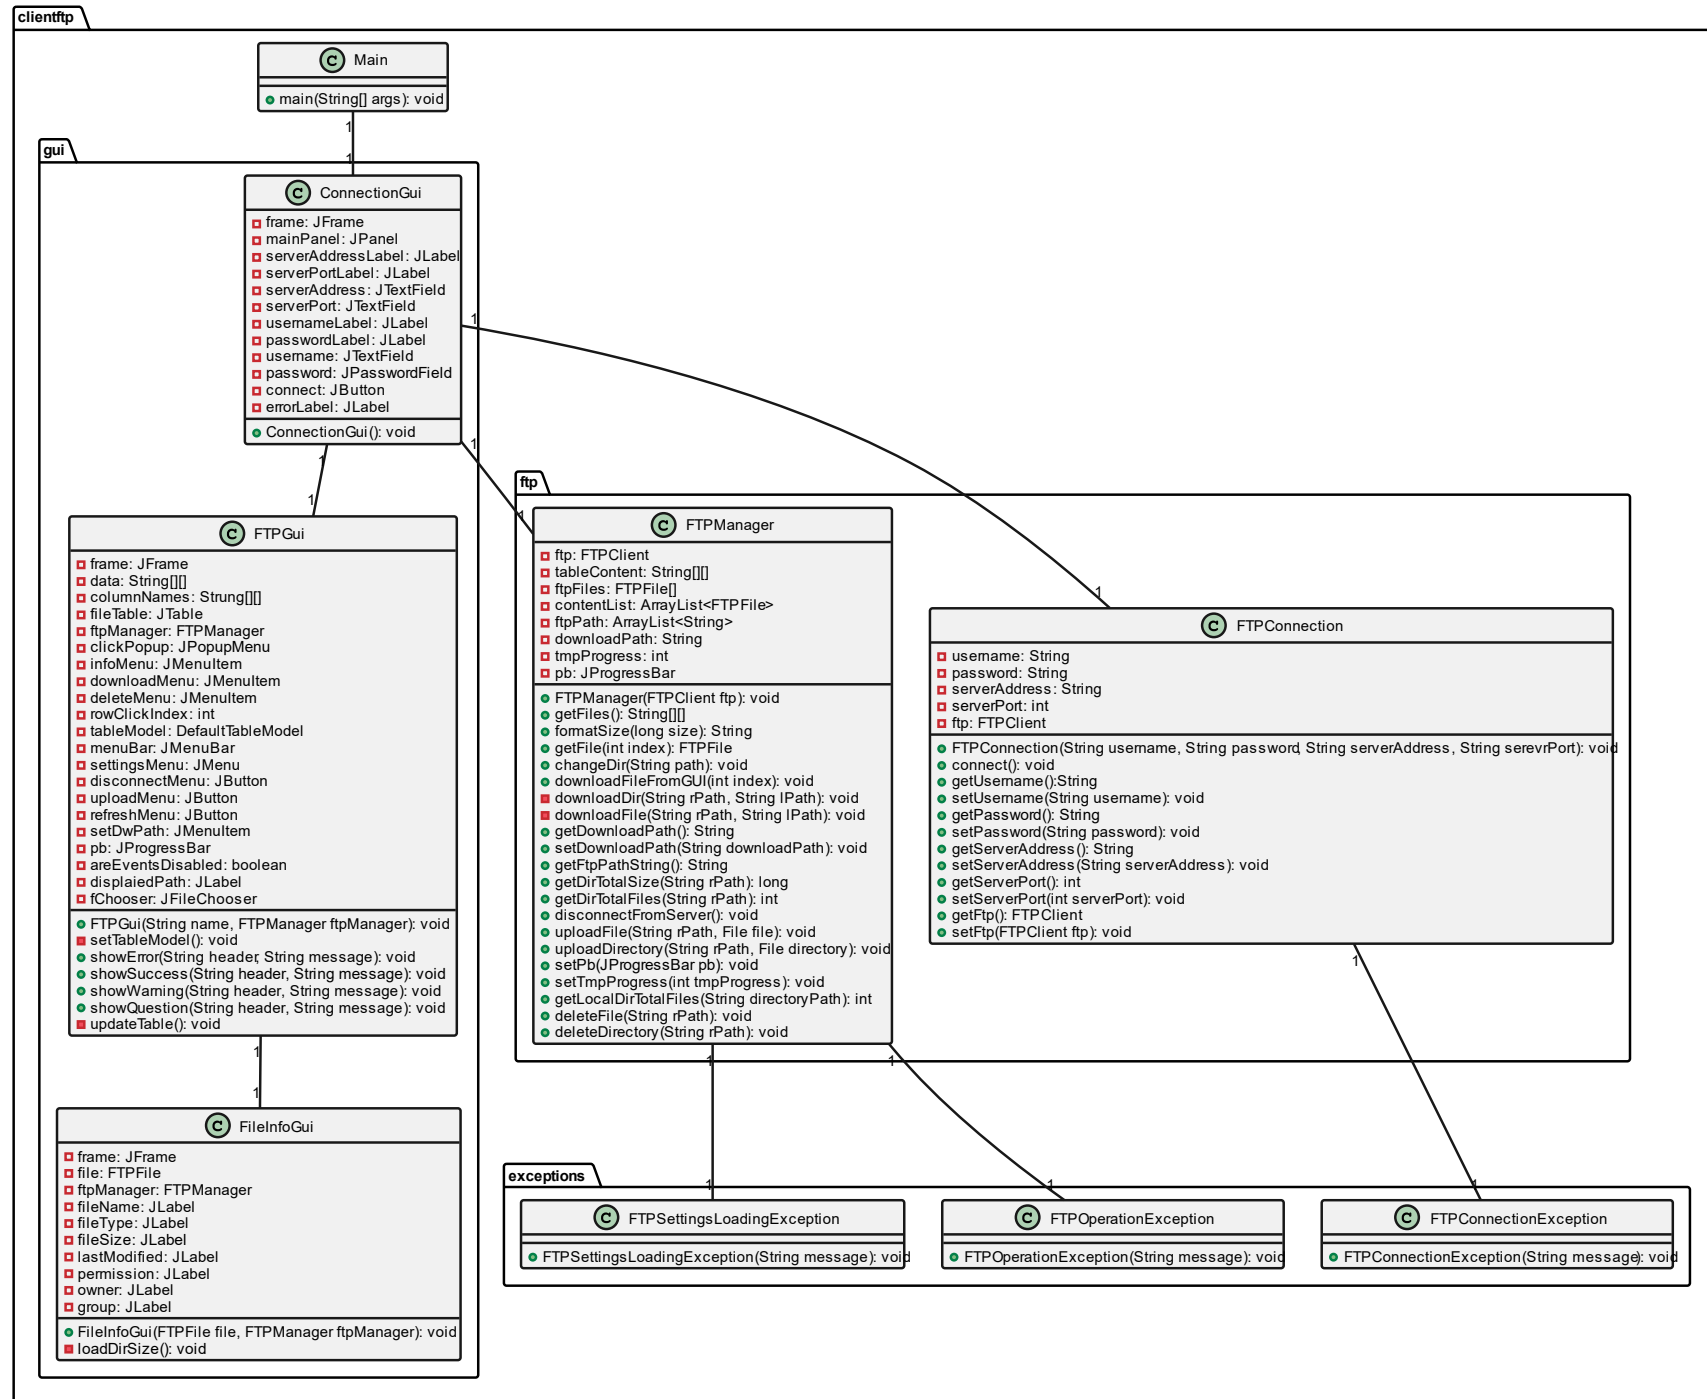 clientftp
C Main
main(String[] args): void
1
1
gui
C ConnectionGui
frame: JFrame
mainPanel: JPanel
serverAddressLabel: JLabel
serverPortLabel: JLabel
serverAddress: JTextField
serverPort: JTextField
usernameLabel: JLabel
passwordLabel: JLabel
username: JTextField
password: JPasswordField
connect: JButton
errorLabel: JLabel
ConnectionGui(): void
1
1
1
1
1
1
ftp
C FTPGui
frame: JFrame
data: String[][]
columnNames: Strung[][]
fileTable: JTable
ftpManager: FTPManager
clickPopup: JPopupMenu
infoMenu: JMenuItem
downloadMenu: JMenuItem
deleteMenu: JMenuItem
rowClickIndex: int
tableModel: DefaultTableModel
menuBar: JMenuBar
settingsMenu: JMenu
disconnectMenu: JButton
uploadMenu: JButton
refreshMenu: JButton
setDwPath: JMenuItem
pb: JProgressBar
areEventsDisabled: boolean
displaiedPath: JLabel
fChooser: JFileChooser
FTPGui(String name, FTPManager ftpManager): void
setTableModel(): void
showError(String header, String message): void
showSuccess(String header, String message): void
showWarning(String header, String message): void
showQuestion(String header, String message): void
updateTable(): void
C FTPManager
ftp: FTPClient
tableContent: String[][]
ftpFiles: FTPFile[]
contentList: ArrayList<FTPFile>
ftpPath: ArrayList<String>
downloadPath: String
tmpProgress: int
pb: JProgressBar
FTPManager(FTPClient ftp): void
getFiles(): String[][]
formatSize(long size): String
getFile(int index): FTPFile
changeDir(String path): void
downloadFileFromGUI(int index): void
downloadDir(String rPath, String lPath): void
downloadFile(String rPath, String lPath): void
getDownloadPath(): String
setDownloadPath(String downloadPath): void
getFtpPathString(): String
getDirTotalSize(String rPath): long
getDirTotalFiles(String rPath): int
disconnectFromServer(): void
uploadFile(String rPath, File file): void
uploadDirectory(String rPath, File directory): void
setPb(JProgressBar pb): void
setTmpProgress(int tmpProgress): void
getLocalDirTotalFiles(String directoryPath): int
deleteFile(String rPath): void
deleteDirectory(String rPath): void
C FTPConnection
username: String
password: String
serverAddress: String
serverPort: int
ftp: FTPClient
FTPConnection(String username, String password, String serverAddress, String serevrPort): void
connect(): void
getUsername():String
setUsername(String username): void
getPassword(): String
setPassword(String password): void
getServerAddress(): String
setServerAddress(String serverAddress): void
getServerPort(): int
setServerPort(int serverPort): void
getFtp(): FTPClient
setFtp(FTPClient ftp): void
1
1
1
1
1
1
1
1
C FileInfoGui
frame: JFrame
file: FTPFile
ftpManager: FTPManager
fileName: JLabel
fileType: JLabel
fileSize: JLabel
lastModified: JLabel
permission: JLabel
owner: JLabel
group: JLabel
FileInfoGui(FTPFile file, FTPManager ftpManager): void
loadDirSize(): void
exceptions
C FTPSettingsLoadingException
FTPSettingsLoadingException(String message): void
C FTPOperationException
FTPOperationException(String message): void
C FTPConnectionException
FTPConnectionException(String message): void